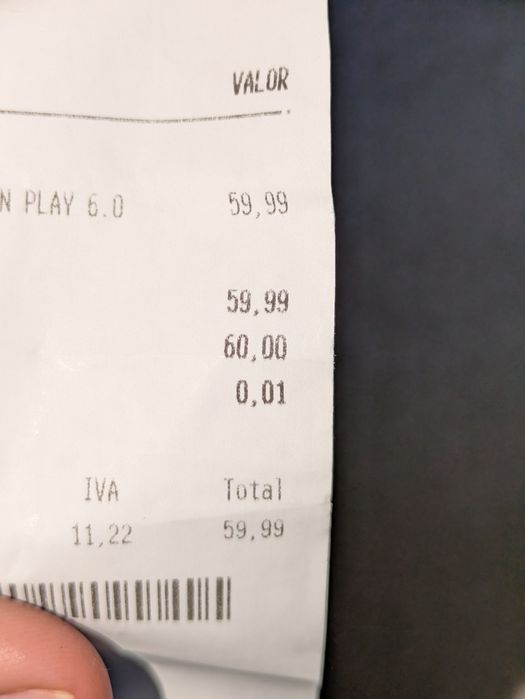 VALOR
N PLAY 6.0 59,99
59,99
60,00
0,01
IVA Total
11,22 59,99